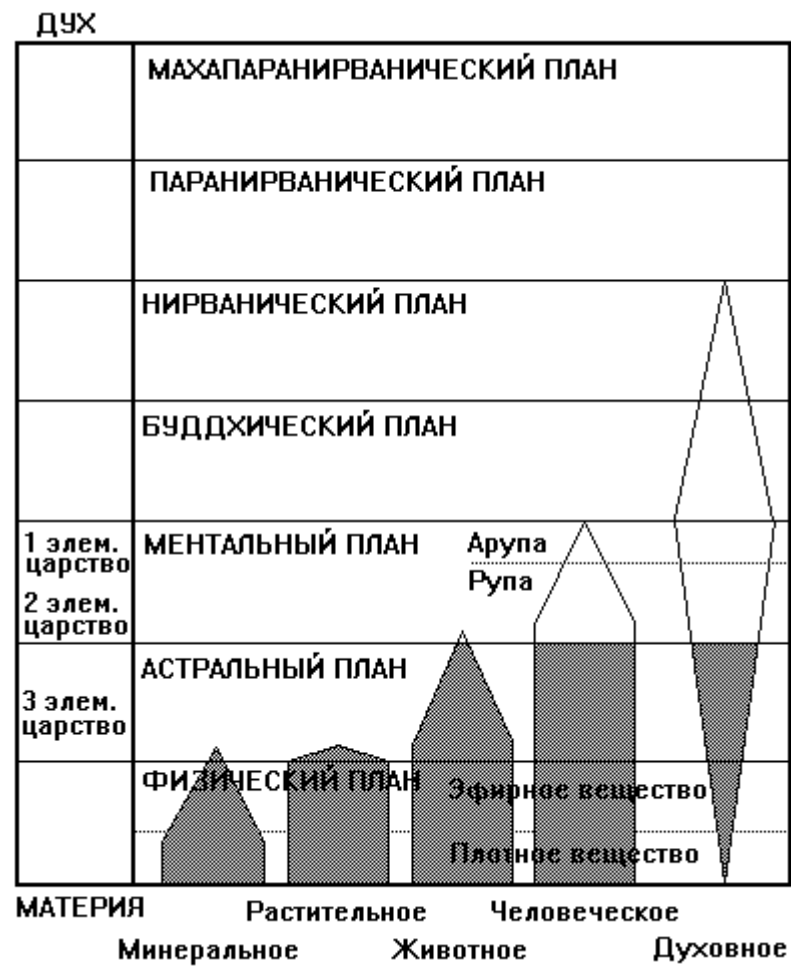 ДУХ
МАХАПАРАНИРВАНИЧЕСКИЙ ПЛАН
ПАРАНИРВАНИЧЕСКИЙ ПЛАН
НИРВАНИЧЕСКИЙ ПЛАН
БУДДХИЧЕСКИЙ ПЛАН
1 элем.
царство
МЕНТАЛЬНЫЙ ПЛАН
Арупа
Рупа
2 элем.
царство
АСТРАЛЬНЫЙ ПЛАН
3 элем.
царство
ФИЗИЧЕСКИЙ ПЛАН
Эфирное вещество
Плотное вещество
МАТЕРИЯ
Растительное
Человеческое
Минеральное
Животное
Духовное